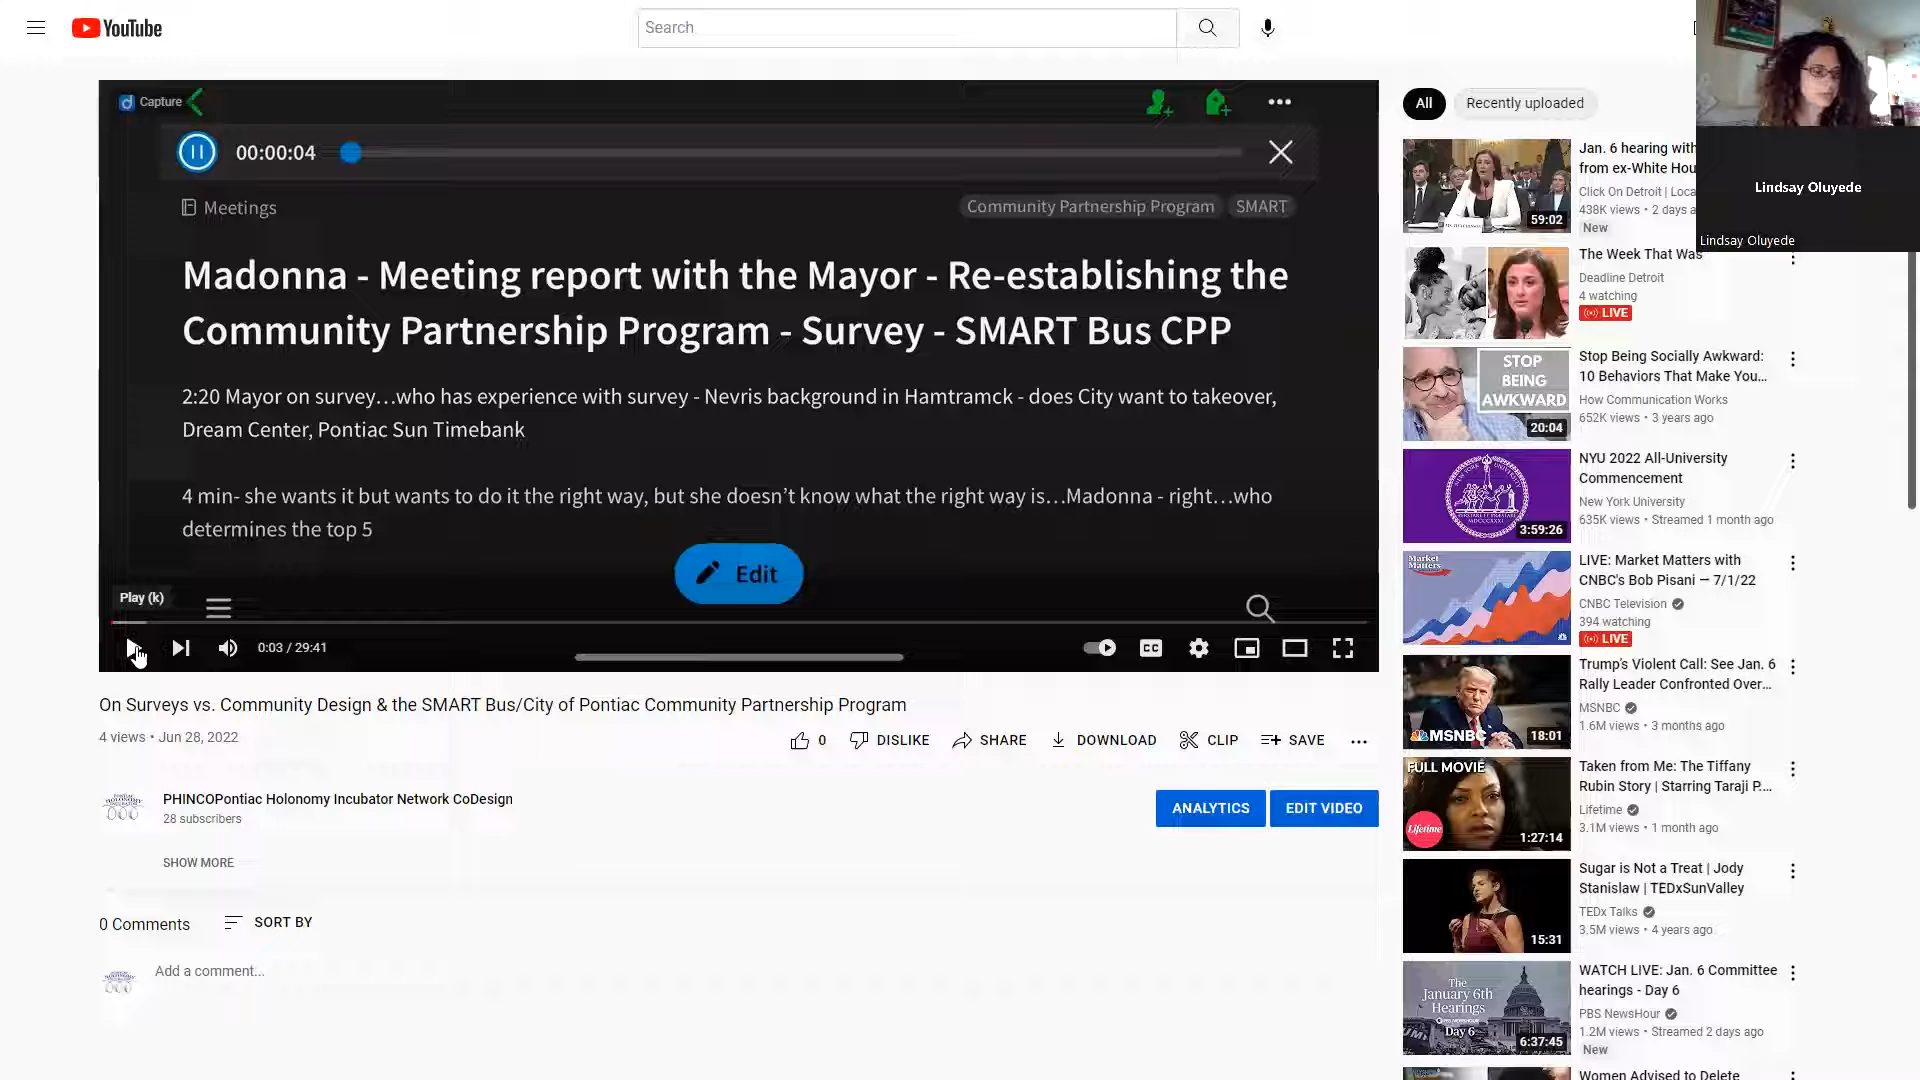 YouTube
Search
Capture
00:00:04
Meetings
Community Partnership Program
SMART
Madonna - Meeting report with the Mayor - Re-establishing the
Community Partnership Program - Survey - SMART Bus CPP
2:20 Mayor on survey…who has experience with survey - Nevris background in Hamtramck - does City want to takeover,
Dream Center, Pontiac Sun Timebank
4 min- she wants it but wants to do it the right way, but she doesn't know what the right way is…Madonna - right…who
determines the top 5
Edit
Play (k)
0:03 / 29:41
CC
On Surveys vs. Community Design & the SMART Bus/City of Pontiac Community Partnership Program
4 views • Jun 28, 2022
0
DISLIKE
SHARE
DOWNLOAD
CLIP
SAVE
PHINCOPontiac Holonomy Incubator Network CoDesign
28 subscribers
ANALYTICS
EDIT VIDEO
SHOW MORE
0 Comments
SORT BY
Add a comment...
All
Recently uploaded
Lindsay Oluyede
Lindsay Oluyede
59:02
Jan. 6 hearing with
from ex-White Hou
Click On Detroit | Loca
438K views • 2 days a
New
The Week That Was
Deadline Detroit
4 watching
LIVE
STOP
BEING
AWKWARD
20:04
Stop Being Socially Awkward:
10 Behaviors That Make You...
How Communication Works
652K views • 3 years ago
3:59:26
NYU 2022 All-University
Commencement
New York University
635K views • Streamed 1 month ago
Market
Matters
LIVE: Market Matters with
CNBC's Bob Pisani — 7/1/22
CNBC Television
394 watching
LIVE
MSNBC
18:01
Trump's Violent Call: See Jan. 6
Rally Leader Confronted Over...
MSNBC
1.6M views • 3 months ago
FULL MOVIE
Lifetime
1:27:14
Taken from Me: The Tiffany
Rubin Story | Starring Taraji P....
Lifetime
3.1M views • 1 month ago
15:31
Sugar is Not a Treat | Jody
Stanislaw | TEDxSunValley
TEDx Talks
3.5M views • 4 years ago
The
January 6th
Hearings
PBS NEWSHOUR
Day 6
6:37:45
WATCH LIVE: Jan. 6 Committee
hearings - Day 6
PBS NewsHour
1.2M views • Streamed 2 days ago
New
Women Advised to Delete